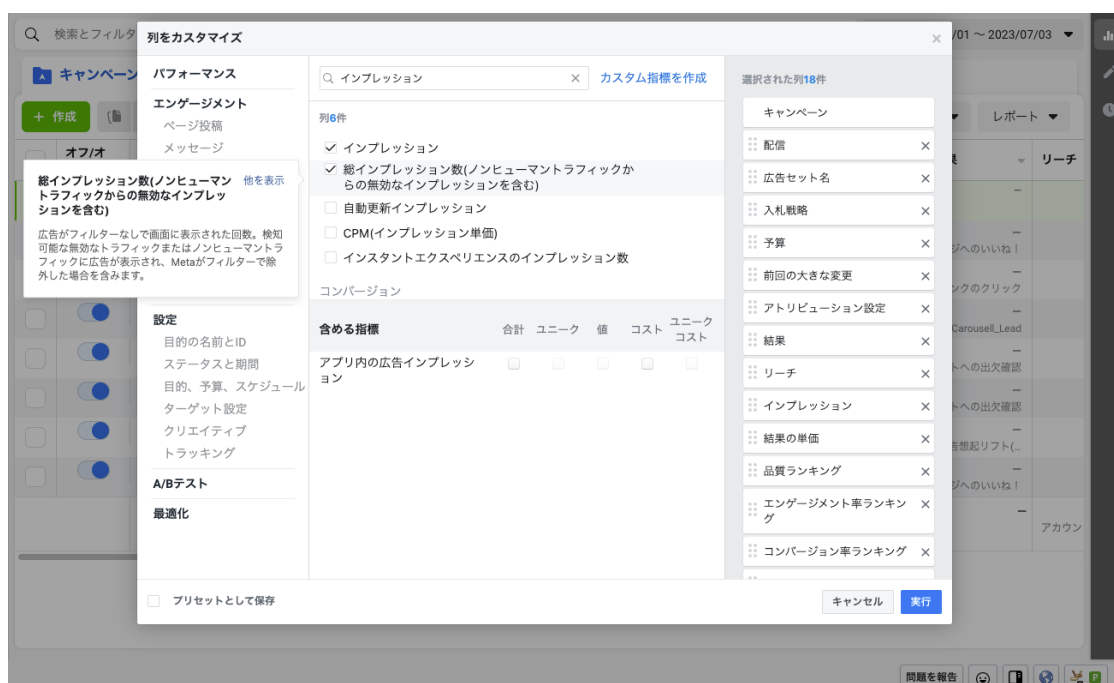 検索とフィルタ
/01 ～ 2023/07/03
キャンペーン
＋ 作成
レポート
オフ/オ
果
リーチ
列をカスタマイズ
パフォーマンス
エンゲージメント
ページ投稿
メッセージ
総インプレッション数(ノンヒューマン
トラフィックからの無効なインプレッ
ションを含む)
他を表示
広告がフィルターなしで画面に表示された回数。検知
可能な無効なトラフィックまたはノンヒューマントラ
フィックに広告が表示され、Metaがフィルターで除
外した場合を含みます。
設定
目的の名前とID
ステータスと期間
目的、予算、スケジュール
ターゲット設定
クリエイティブ
トラッキング
A/Bテスト
最適化
インプレッション
カスタム指標を作成
列6件
インプレッション
総インプレッション数(ノンヒューマントラフィックか
らの無効なインプレッションを含む)
自動更新インプレッション
CPM(インプレッション単価)
インスタントエクスペリエンスのインプレッション数
コンバージョン
含める指標
合計
ユニーク
値
コスト
ユニーク
コスト
アプリ内の広告インプレッシ
ョン
選択された列18件
キャンペーン
配信
広告セット名
入札戦略
予算
前回の大きな変更
アトリビューション設定
結果
リーチ
インプレッション
結果の単価
品質ランキング
エンゲージメント率ランキン
グ
コンバージョン率ランキング
プリセットとして保存
キャンセル
実行
—
—
ジへのいいね！
—
ンクのクリック
—
Carousell_Lead
—
トへの出欠確認
—
トへの出欠確認
—
告想起リフト(...
—
ジへのいいね！
—
アカウン
問題を報告
P